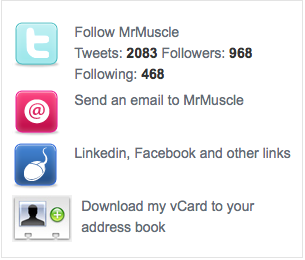 Follow MrMuscle
Tweets: 2083 Followers: 968
Following: 468
Send an email to MrMuscle
Linkedin, Facebook and other links
Download my vCard to your
address book